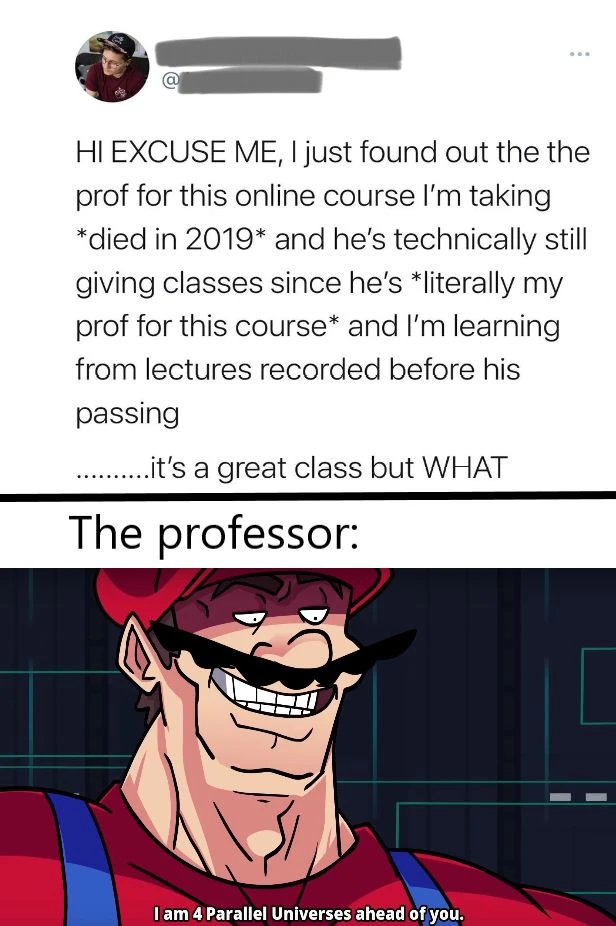 @
HI EXCUSE ME, I just found out the the
prof for this online course I'm taking
*died in 2019* and he's technically still
giving classes since he's *literally my
prof for this course* and I'm learning
from lectures recorded before his
passing
..........it's a great class but WHAT
The professor:
I am 4 Parallel Universes ahead of you.